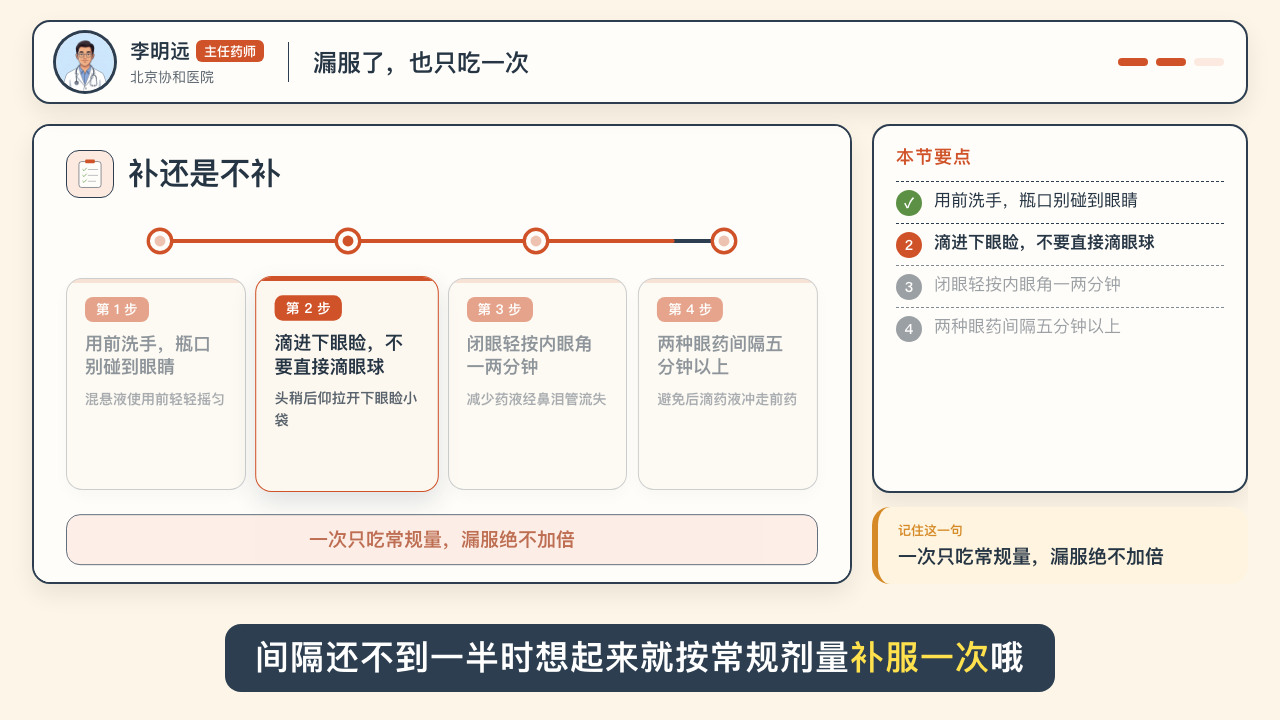 李明远 主任药师
北京协和医院
漏服了，也只吃一次
补还是不补
第 1 步
用前洗手，瓶口
别碰到眼睛
混悬液使用前轻轻摇匀
第 2 步
滴进下眼睑，不
要直接滴眼球
头稍后仰拉开下眼睑小
袋
第 3 步
闭眼轻按内眼角
一两分钟
减少药液经鼻泪管流失
第 4 步
两种眼药间隔五
分钟以上
避免后滴药液冲走前药
一次只吃常规量，漏服绝不加倍
本节要点
✓ 用前洗手，瓶口别碰到眼睛
2 滴进下眼睑，不要直接滴眼球
3 闭眼轻按内眼角一两分钟
4 两种眼药间隔五分钟以上
记住这一句
一次只吃常规量，漏服绝不加倍
间隔还不到一半时想起来就按常规剂量补服一次哦